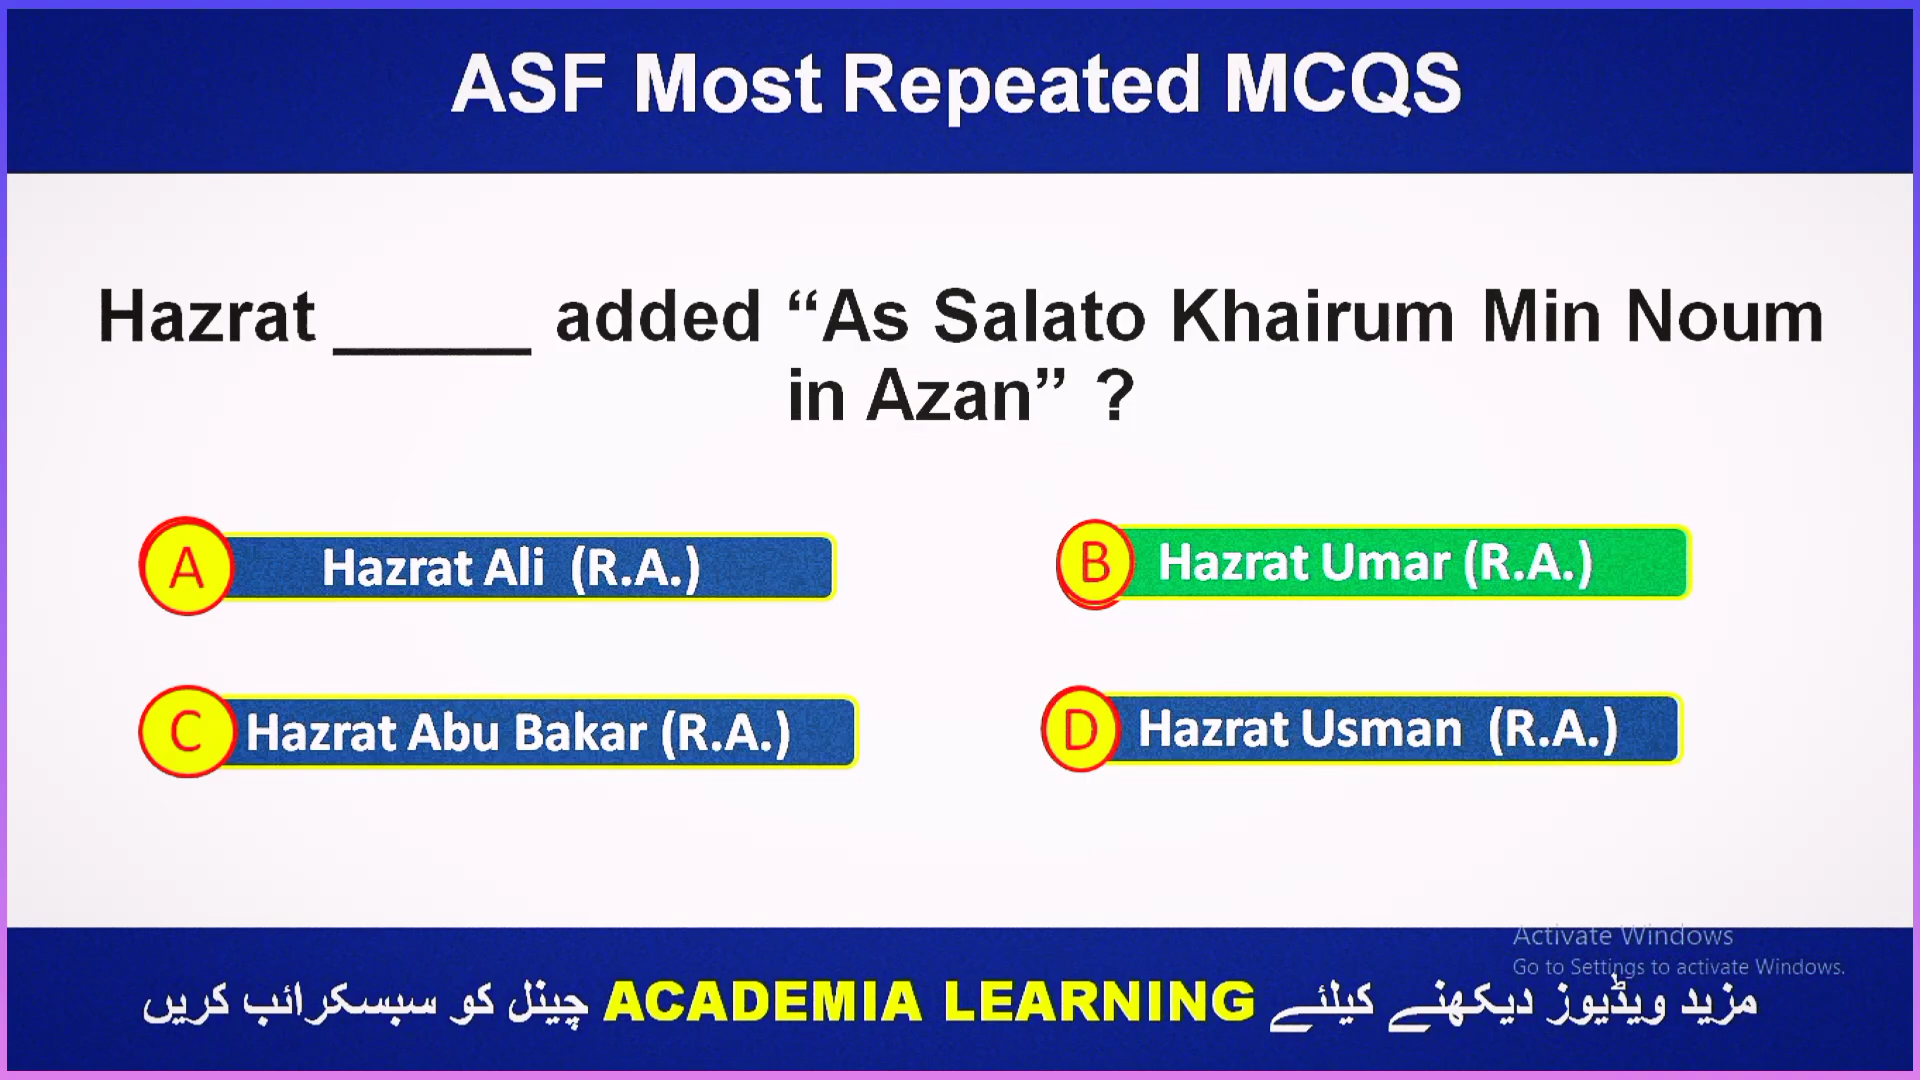 ASF Most Repeated MCQS
Hazrat _____ added “As Salato Khairum Min Noum
in Azan” ?
A Hazrat Ali (R.A.)
B Hazrat Umar (R.A.)
C Hazrat Abu Bakar (R.A.)
D Hazrat Usman (R.A.)
Activate Windows
Go to Settings to activate Windows.
مزید ویڈیوز دیکھنے کیلئے ACADEMIA LEARNING چینل کو سبسکرائب کریں